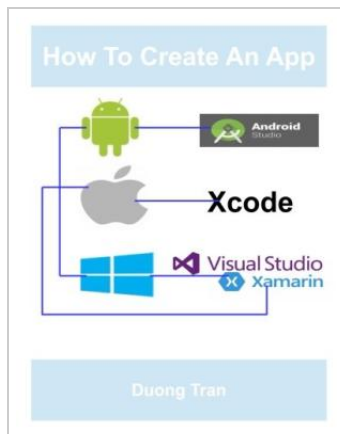 How To Create An App
Android
Studio
Xcode
Visual Studio
Xamarin
Duong Tran